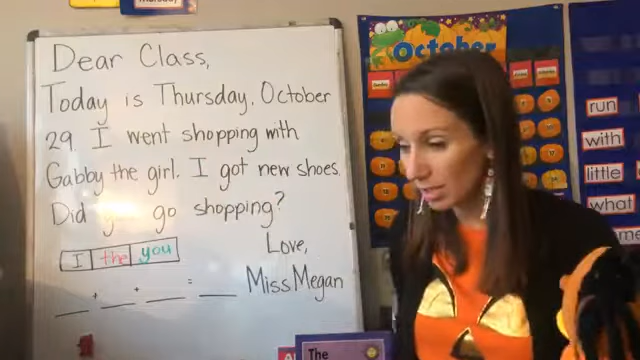 Dear Class,
Today is Thursday, October
29. I went shopping with
Gabby the girl. I got new shoes.
Did go shopping?
I the you
Love,
Miss Megan
+ + =
October
run
with
little
what
The